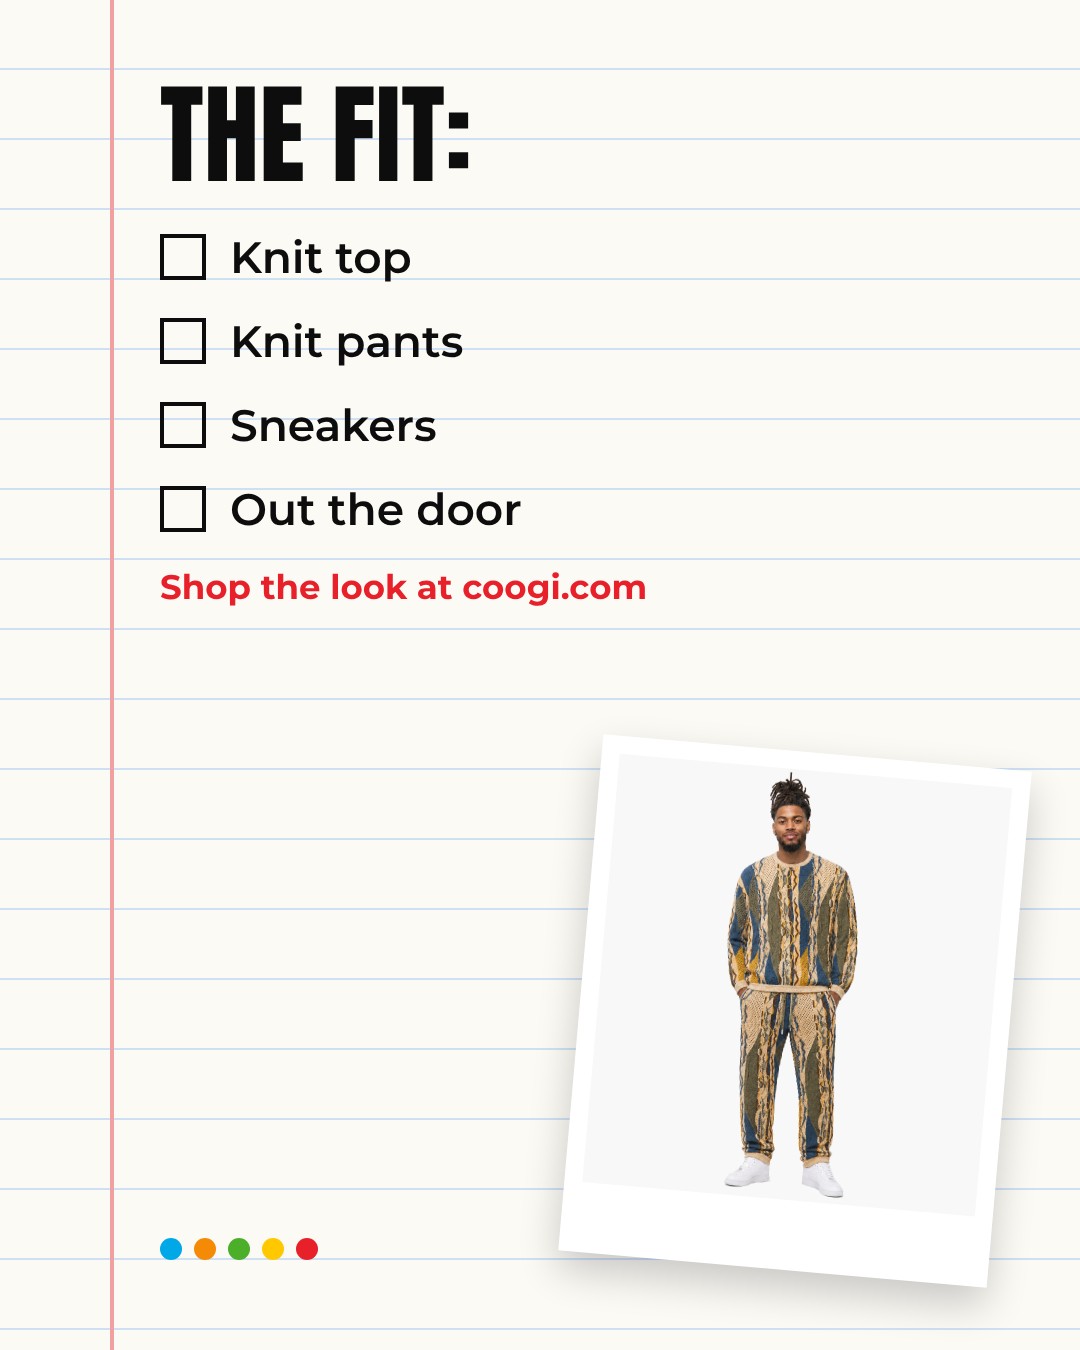 THE FIT:
Knit top
Knit pants
Sneakers
Out the door
Shop the look at coogi.com